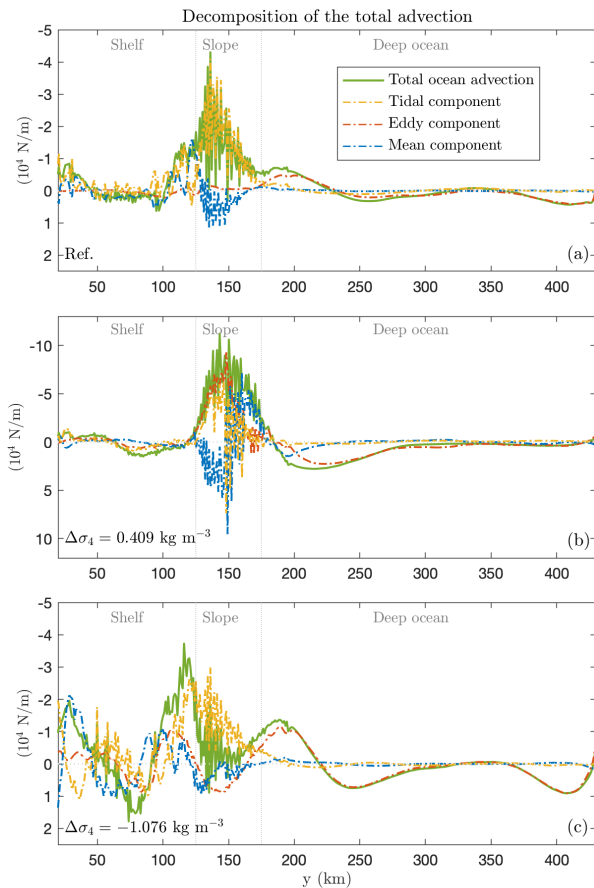 Decomposition of the total advection
-5
-4
-3
-2
-1
0
1
2
(10⁴ N/m)
Shelf Slope Deep ocean
Total ocean advection
Tidal component
Eddy component
Mean component
Ref.
(a)
50 100 150 200 250 300 350 400
-10
-5
0
5
10
(10⁴ N/m)
Shelf Slope Deep ocean
Δσ₄ = 0.409 kg m⁻³
(b)
50 100 150 200 250 300 350 400
-5
-4
-3
-2
-1
0
1
2
(10⁴ N/m)
Shelf Slope Deep ocean
Δσ₄ = −1.076 kg m⁻³
(c)
50 100 150 200 250 300 350 400
y (km)